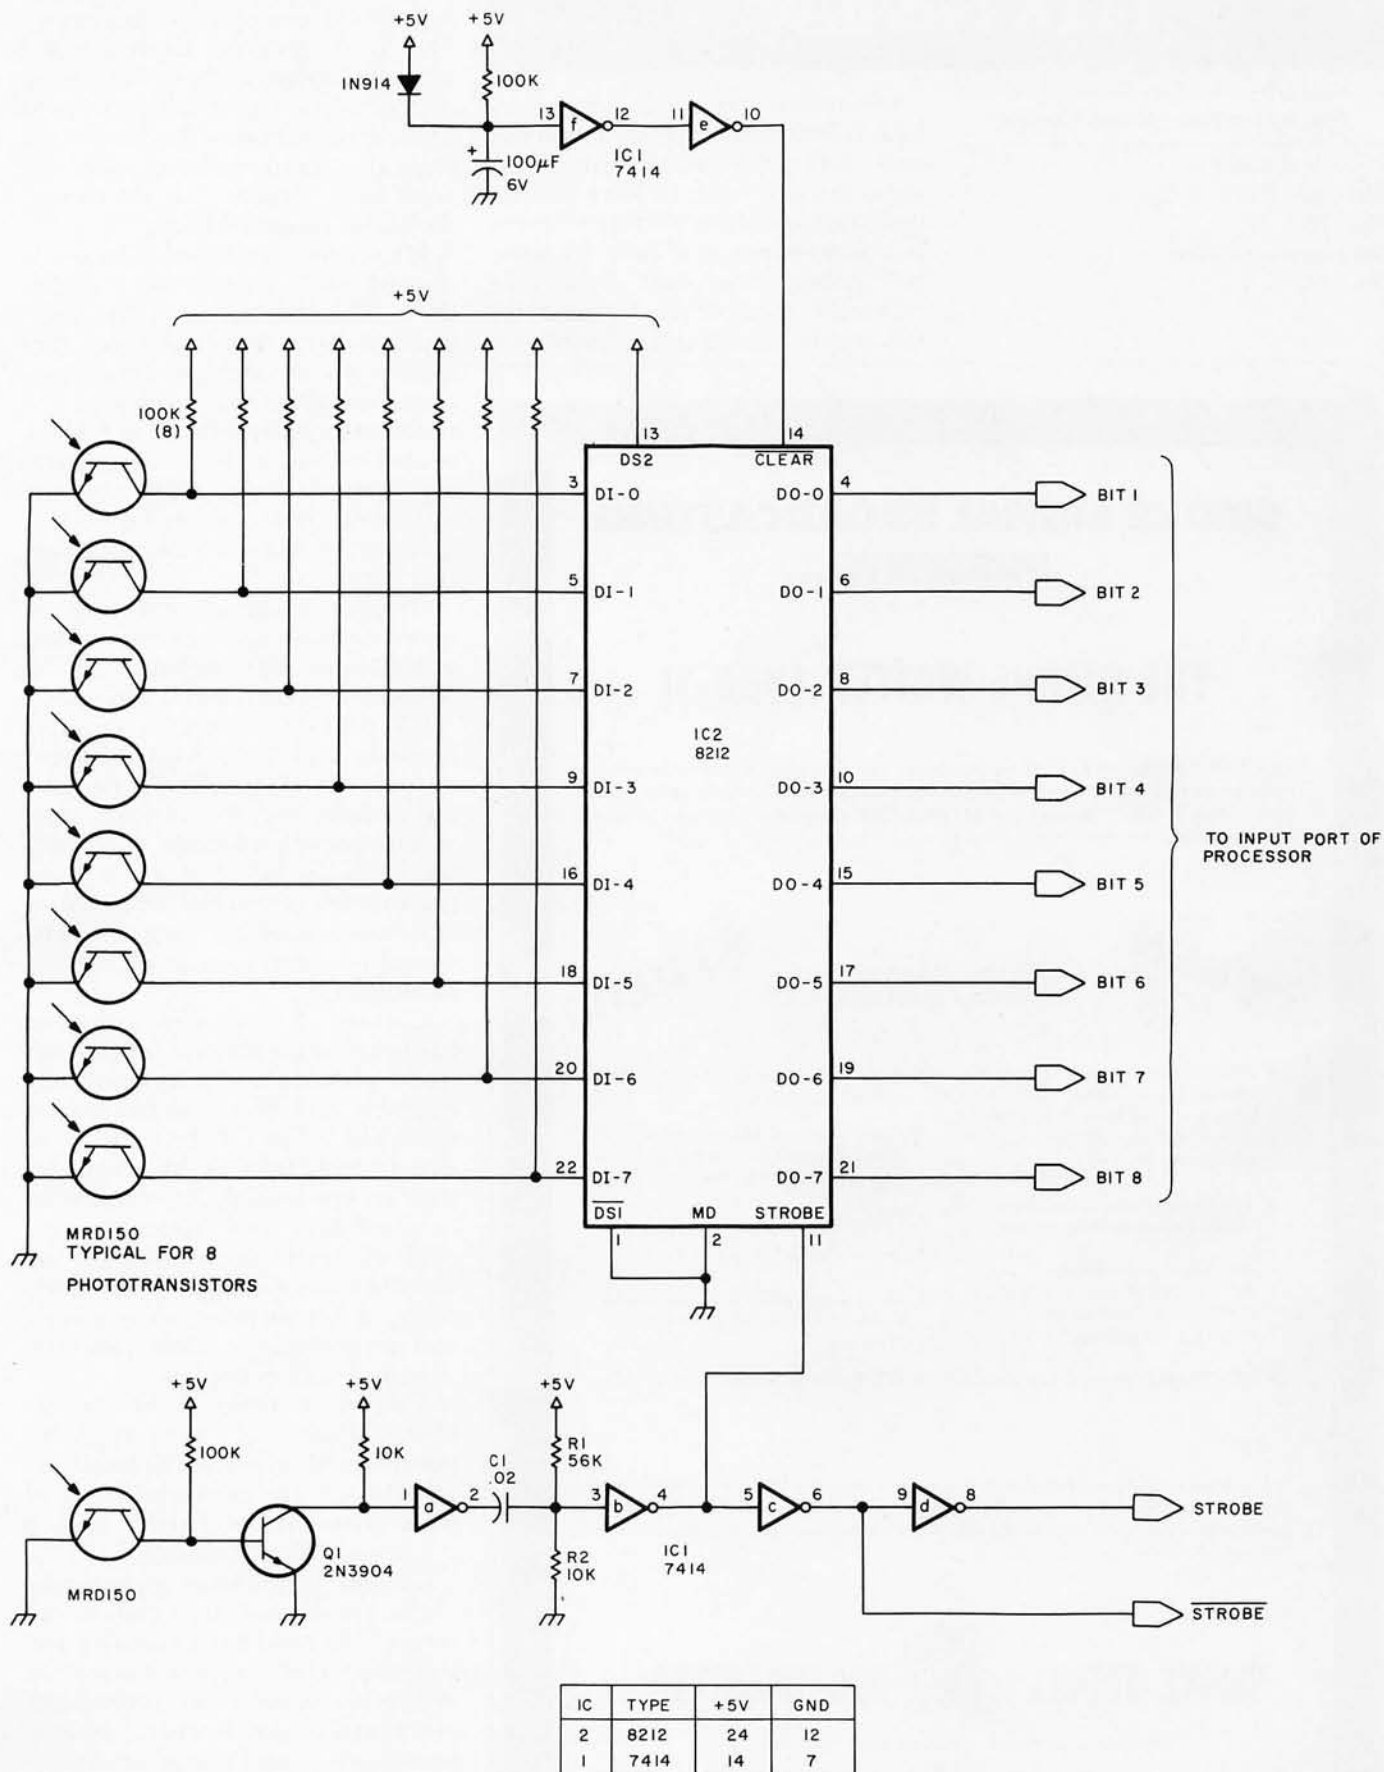 +5V
+5V
1N914
100K
13
f
12
11
e
10
+
100µF
6V
IC1
7414
+5V
100K
(8)
13
14
DS2
CLEAR
3
DI-0
DO-0
4
BIT 1
5
DI-1
DO-1
6
BIT 2
7
DI-2
DO-2
8
BIT 3
IC2
8212
9
DI-3
DO-3
10
BIT 4
TO INPUT PORT OF
PROCESSOR
16
DI-4
DO-4
15
BIT 5
18
DI-5
DO-5
17
BIT 6
20
DI-6
DO-6
19
BIT 7
22
DI-7
DO-7
21
BIT 8
DS1
MD
STROBE
1
2
11
MRD150
TYPICAL FOR 8
PHOTOTRANSISTORS
+5V
+5V
+5V
100K
10K
C1
.02
R1
56K
1
a
2
3
b
4
5
c
6
9
d
8
STROBE
Q1
2N3904
R2
10K
IC1
7414
MRD150
STROBE
IC TYPE +5V GND
2 8212 24 12
1 7414 14 7